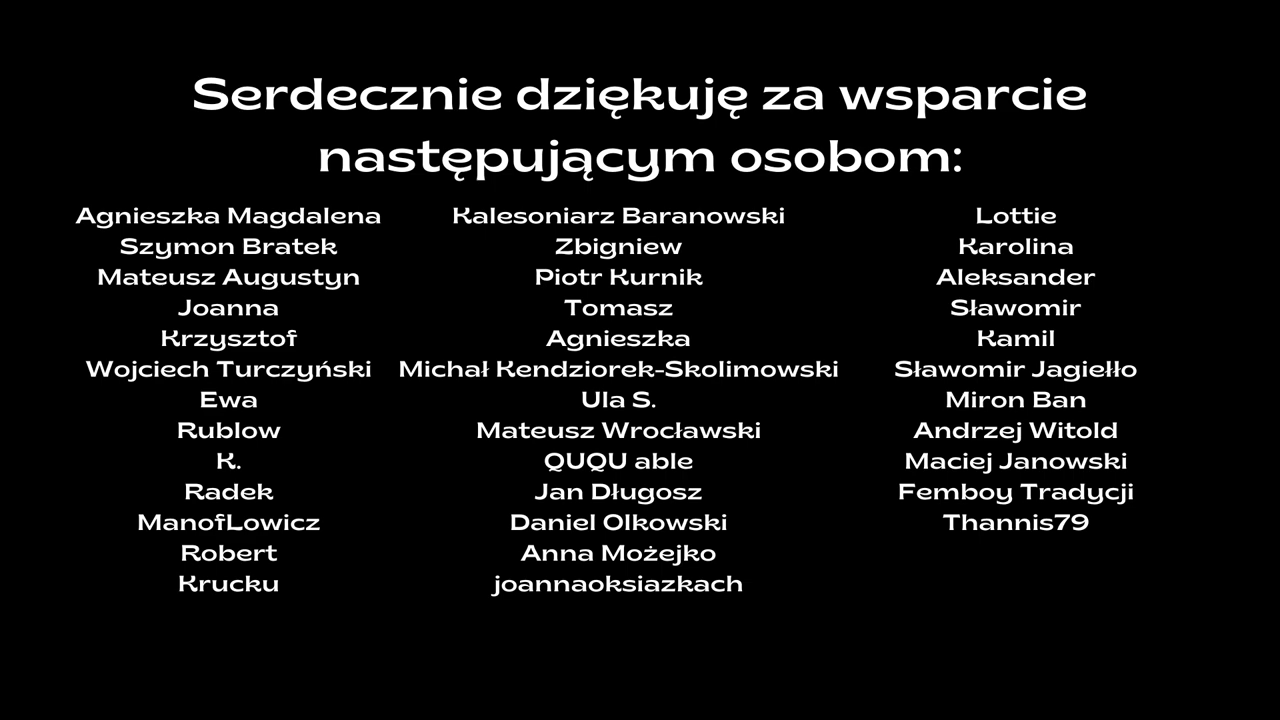 Serdecznie dziękuję za wsparcie
następującym osobom:
Agnieszka Magdalena
Szymon Bratek
Mateusz Augustyn
Joanna
Krzysztof
Wojciech Turczyński
Ewa
Rublow
K.
Radek
ManofLowicz
Robert
Krucku
Kalesoniarz Baranowski
Zbigniew
Piotr Kurnik
Tomasz
Agnieszka
Michał Kendziorek-Skolimowski
Ula S.
Mateusz Wrocławski
QUQU able
Jan Długosz
Daniel Olkowski
Anna Możejko
joannaoksiazkach
Lottie
Karolina
Aleksander
Sławomir
Kamil
Sławomir Jagiełło
Miron Ban
Andrzej Witold
Maciej Janowski
Femboy Tradycji
Thannis79